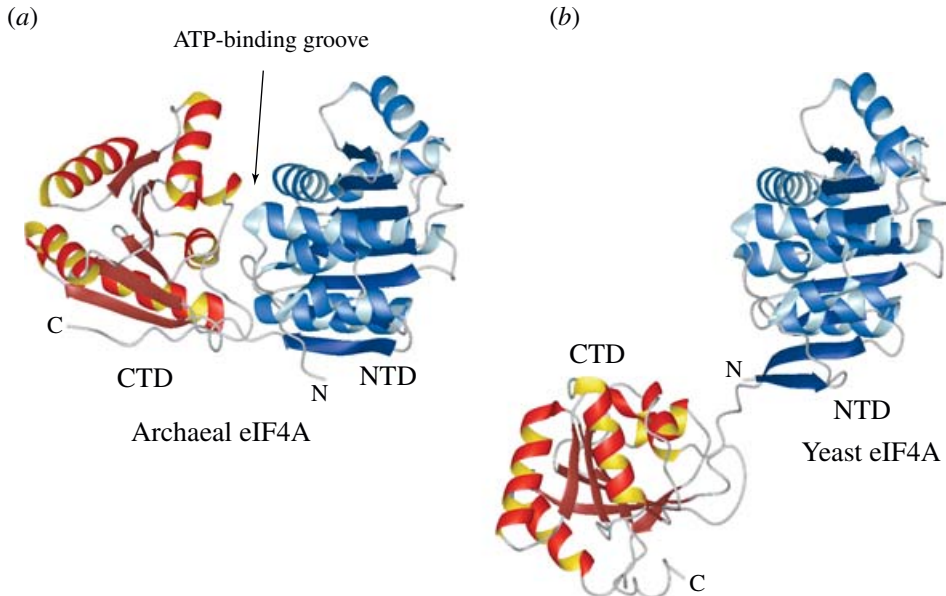 (a)
ATP-binding groove
C
CTD
N
NTD
Archaeal eIF4A
(b)
CTD
N
NTD
Yeast eIF4A
C